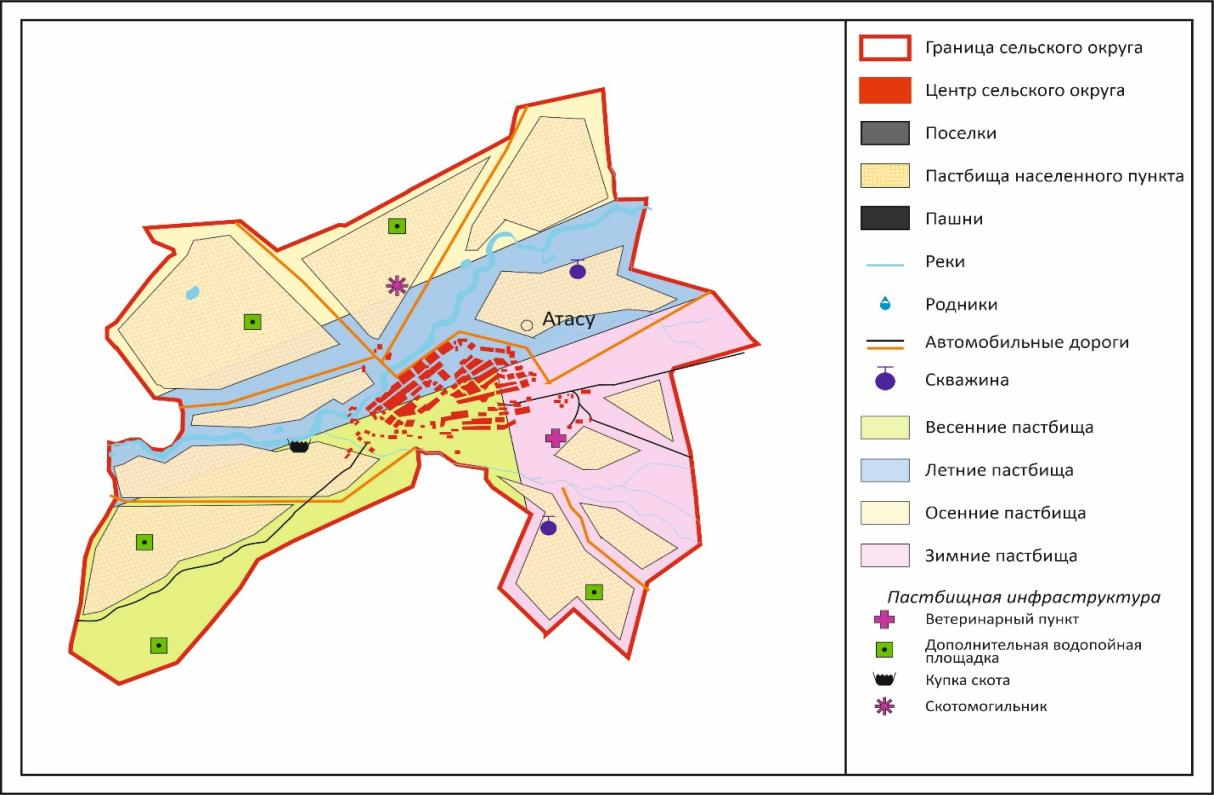 Атасу
Граница сельского округа
Центр сельского округа
Поселки
Пастбища населенного пункта
Пашни
Реки
Родники
Автомобильные дороги
Скважина
Весенние пастбища
Летние пастбища
Осенние пастбища
Зимние пастбища
Пастбищная инфраструктура
Ветеринарный пункт
Дополнительная водопойная
площадка
Купка скота
Скотомогильник